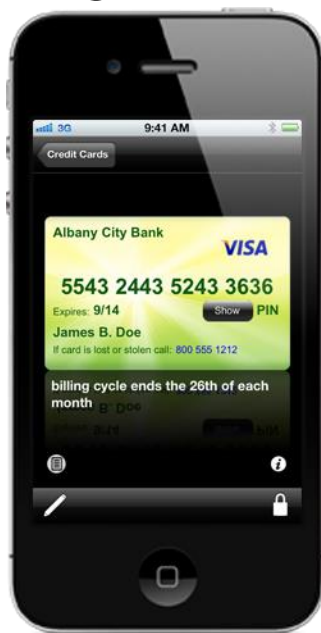 3G 9:41 AM
Credit Cards
Albany City Bank
VISA
5543 2443 5243 3636
Expires: 9/14 Show PIN
James B. Doe
If card is lost or stolen call: 800 555 1212
billing cycle ends the 26th of each
month